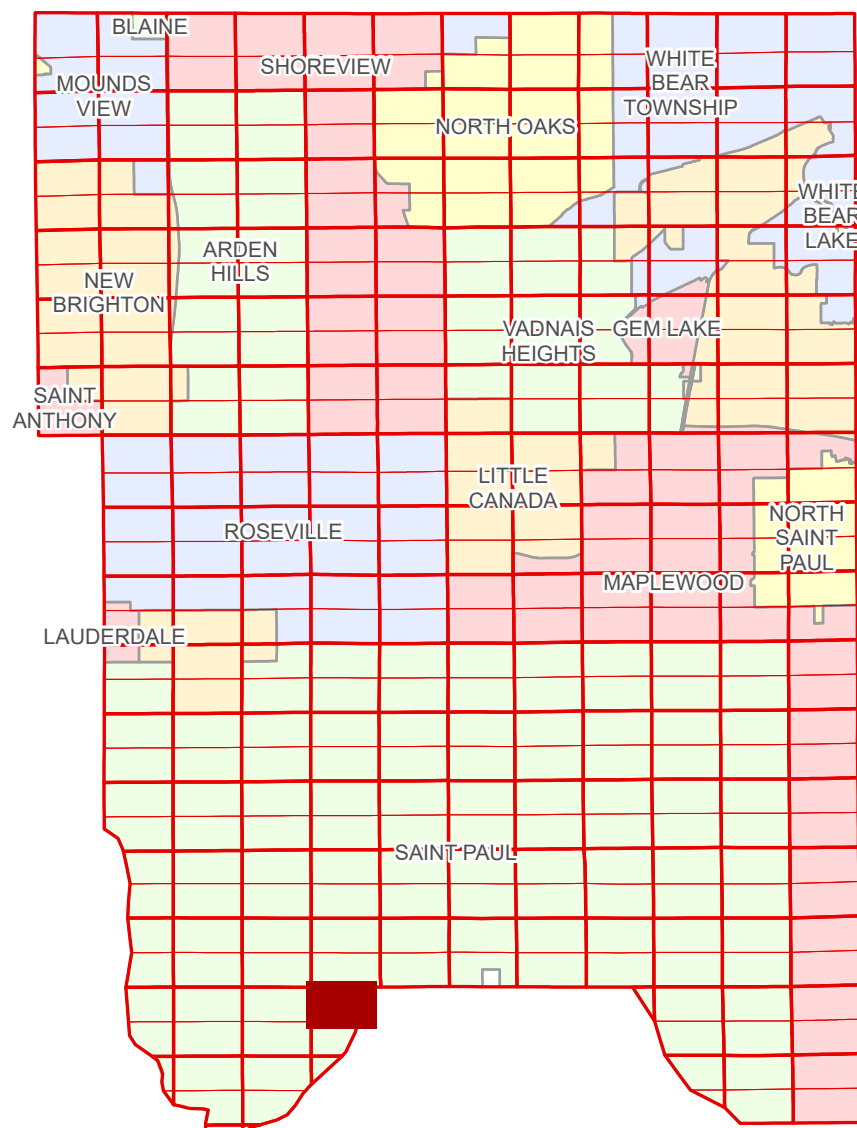 BLAINE
SHOREVIEW
WHITE
BEAR
TOWNSHIP
MOUNDS
VIEW
NORTH OAKS
WHITE
BEAR
LAKE
ARDEN
HILLS
NEW
BRIGHTON
VADNAIS
HEIGHTS
GEM LAKE
SAINT
ANTHONY
LITTLE
CANADA
ROSEVILLE
NORTH
SAINT
PAUL
MAPLEWOOD
LAUDERDALE
SAINT PAUL